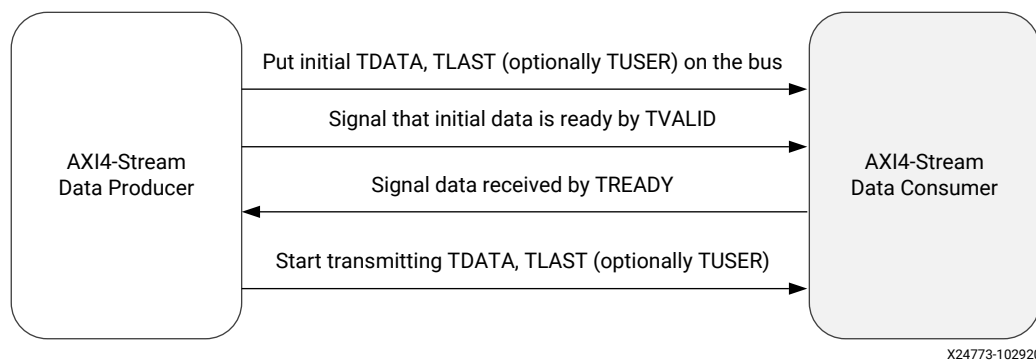 Put initial TDATA, TLAST (optionally TUSER) on the bus
Signal that initial data is ready by TVALID
AXI4-Stream
Data Producer
AXI4-Stream
Data Consumer
Signal data received by TREADY
Start transmitting TDATA, TLAST (optionally TUSER)